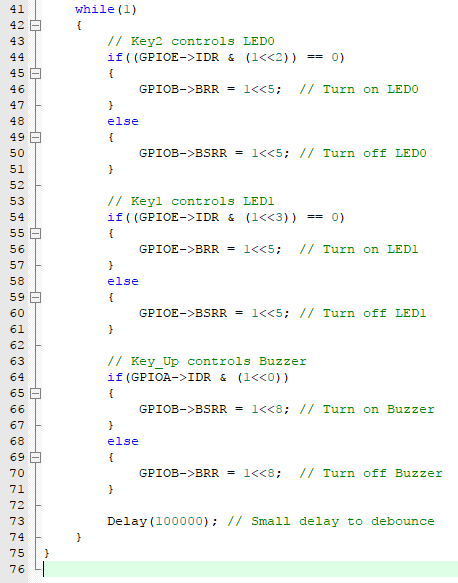 41 while(1)
42 {
43 // Key2 controls LED0
44 if((GPIOE->IDR & (1<<2)) == 0)
45 {
46 GPIOB->BRR = 1<<5;  // Turn on LED0
47 }
48 else
49 {
50 GPIOB->BSRR = 1<<5; // Turn off LED0
51 }
52
53 // Key1 controls LED1
54 if((GPIOE->IDR & (1<<3)) == 0)
55 {
56 GPIOE->BRR = 1<<5;  // Turn on LED1
57 }
58 else
59 {
60 GPIOE->BSRR = 1<<5; // Turn off LED1
61 }
62
63 // Key_Up controls Buzzer
64 if(GPIOA->IDR & (1<<0))
65 {
66 GPIOB->BSRR = 1<<8; // Turn on Buzzer
67 }
68 else
69 {
70 GPIOB->BRR = 1<<8;  // Turn off Buzzer
71 }
72
73 Delay(100000); // Small delay to debounce
74 }
75 }
76